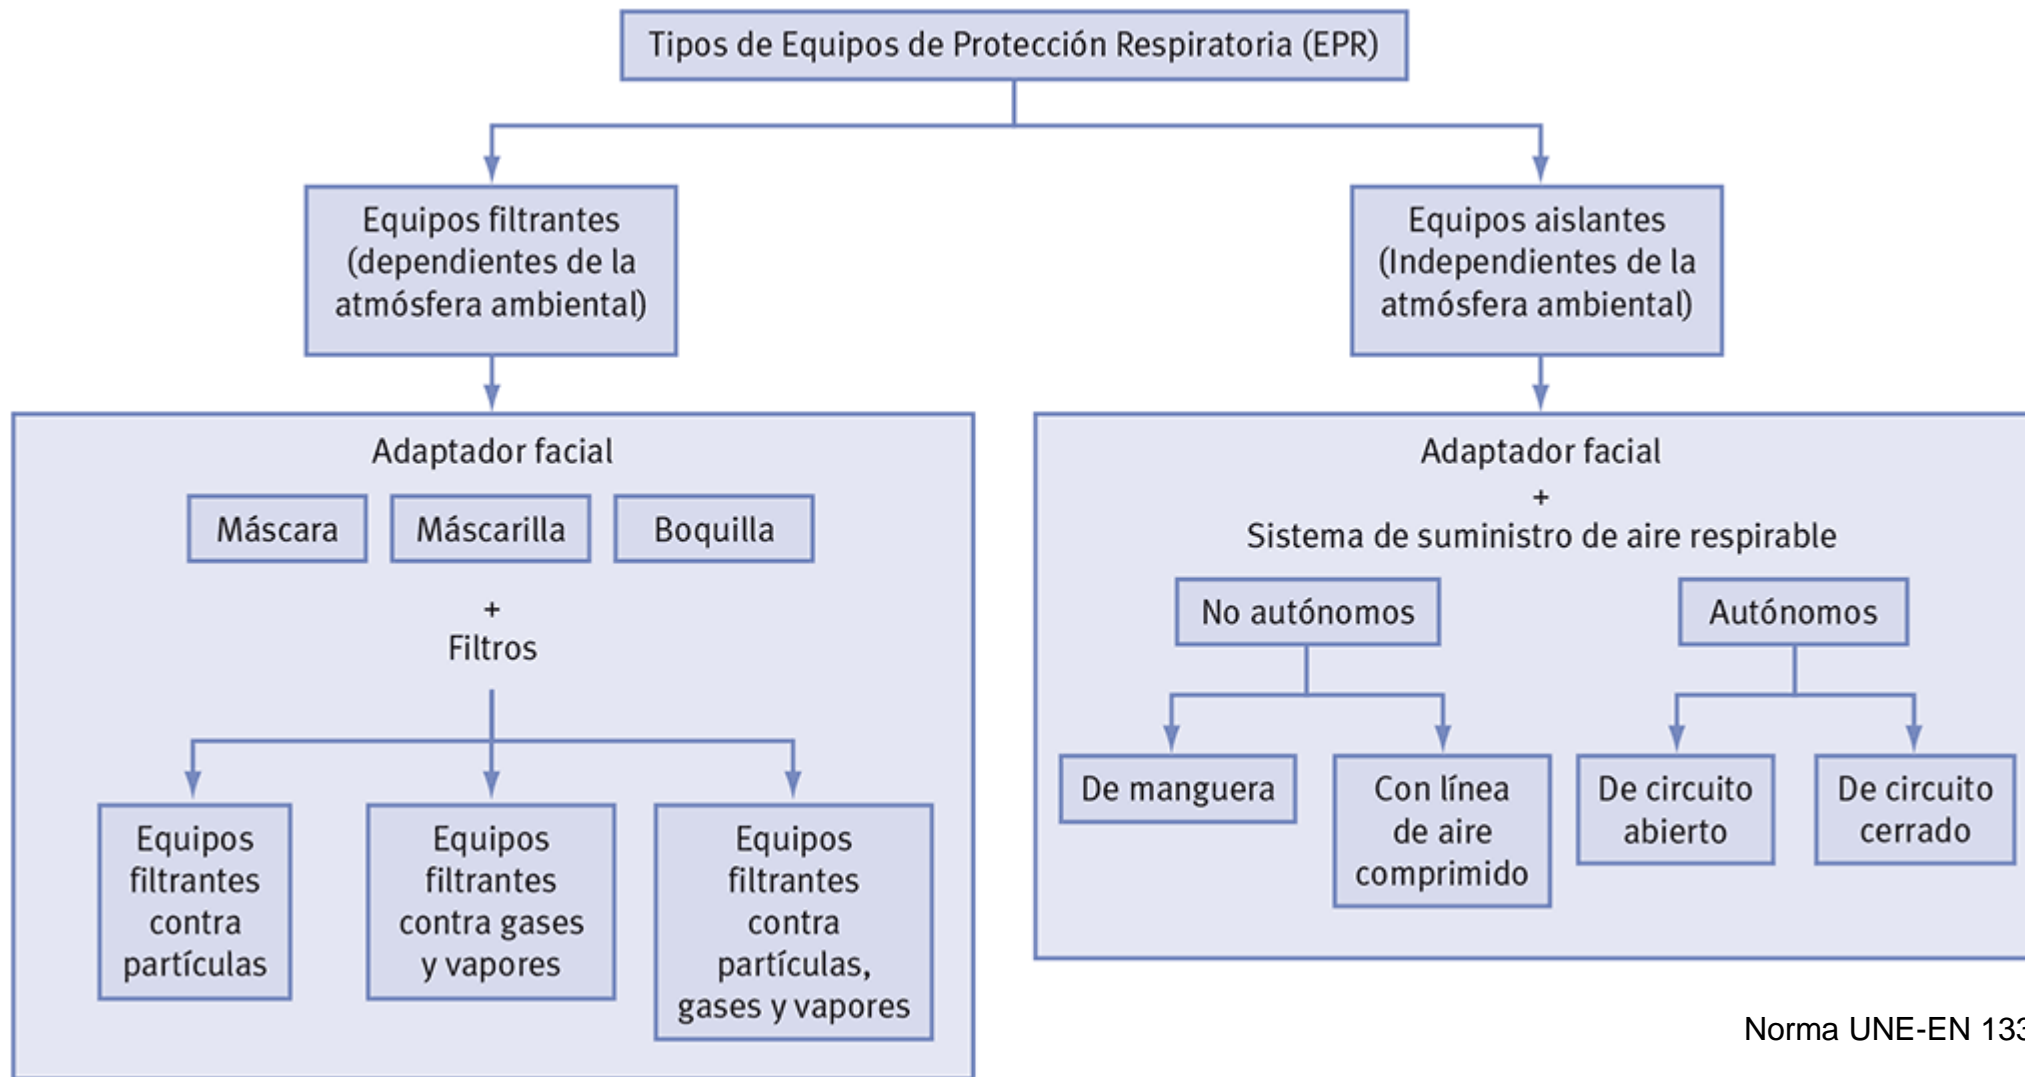 Tipos de Equipos de Protección Respiratoria (EPR)
Equipos filtrantes
(dependientes de la
atmósfera ambiental)
Adaptador facial
Máscara
Máscarilla
Boquilla
+
Filtros
Equipos
filtrantes
contra
partículas
Equipos
filtrantes
contra gases
y vapores
Equipos
filtrantes
contra
partículas,
gases y vapores
Equipos aislantes
(Independientes de la
atmósfera ambiental)
Adaptador facial
+
Sistema de suministro de aire respirable
No autónomos
De manguera
Con línea
de aire
comprimido
Autónomos
De circuito
abierto
De circuito
cerrado
Norma UNE-EN 133